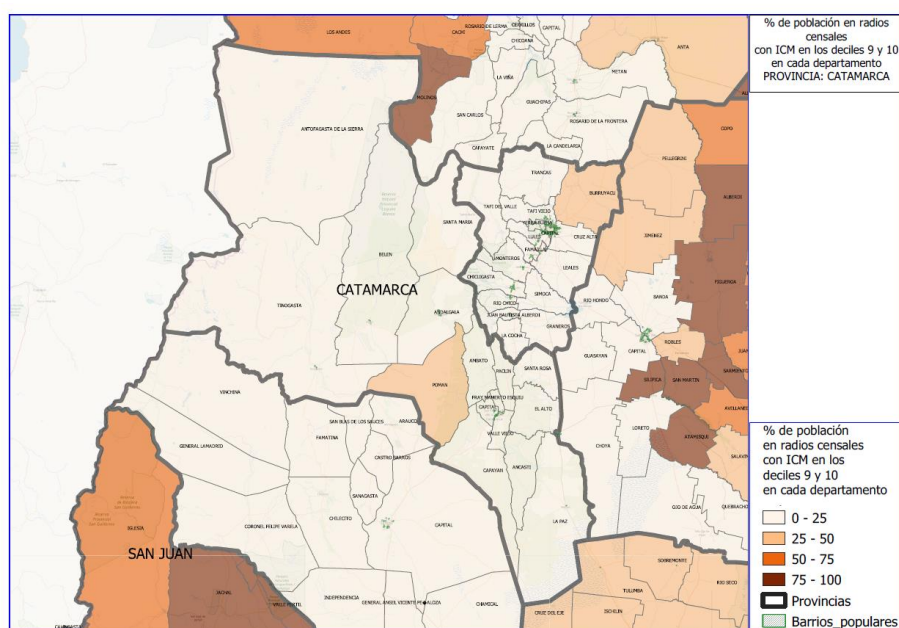 % de población en radios
censales
con ICM en los deciles 9 y 10
en cada departamento
PROVINCIA: CATAMARCA
LOS ANDES
CACHI
ROSARIO DE LERMA
CERRILLOS
CAPITAL
CHICOANA
ANTA
METAN
LA VIÑA
MOLINOS
GUACHIPAS
SAN CARLOS
ROSARIO DE LA FRONTERA
ANTOFAGASTA DE LA SIERRA
CAFAYATE
LA CANDELARIA
COPO
PELLEGRINI
TRANCAS
BURRUYACU
ALBERDI
TAFI DEL VALLE
TAFI VIEJO
SANTA MARIA
CRUZ ALTA
JIMENEZ
BELEN
LULES
FAMAILLA
MONTEROS
LEALES
CHICLIGASTA
FIGUEROA
CATAMARCA
TINOGASTA
SIMOCA
RIO HONDO
BANDA
RIO CHICO
ANDALGALA
JUAN BAUTISTA ALBERDI
GRANEROS
LA COCHA
CAPITAL
ROBLES
GUASAYAN
AMBATO
PACLIN
SANTA ROSA
POMAN
SILIPICA
SAN MARTIN
SARMIENTO
VINCHINA
FRAY MAMERTO ESQUIU
CAPITAL
EL ALTO
AVELLANEDA
SAN BLAS DE LOS SAUCES
ARAUCO
LORETO
ATAMISQUI
VALLE VIEJO
FAMATINA
CHOYA
GENERAL LAMADRID
CASTRO BARROS
SALAVINA
CAPAYAN
ANCASTI
SANAGASTA
OJO DE AGUA
QUEBRACHOS
LA PAZ
CORONEL FELIPE VARELA
CHILECITO
CAPITAL
IGLESIA
SAN JUAN
SOBREMONTE
RIO SECO
JACHAL
TULUMBA
INDEPENDENCIA
VALLE FERTIL
GENERAL ANGEL VICENTE PEÑALOZA
CHAMICAL
CRUZ DEL EJE
ISCHILIN
% de población
en radios censales
con ICM en los
deciles 9 y 10
en cada departamento
0 - 25
25 - 50
50 - 75
75 - 100
Provincias
Barrios_populares